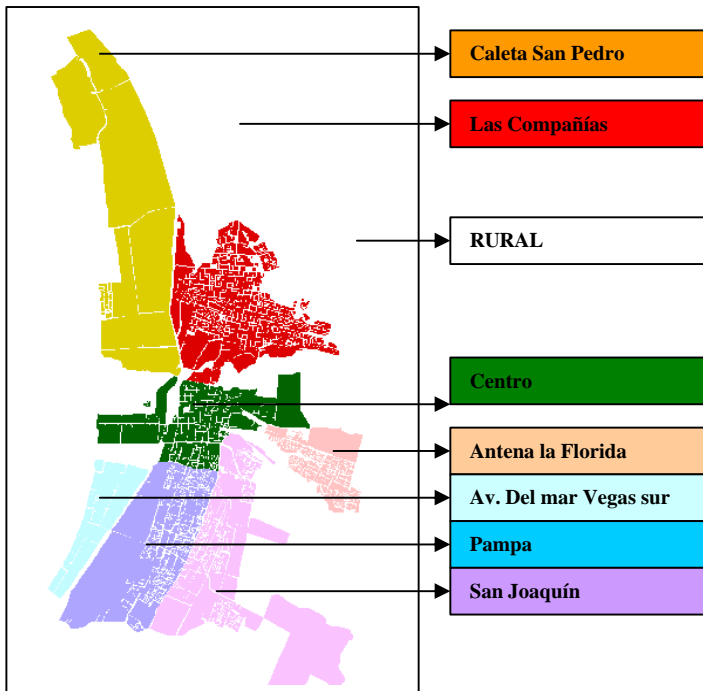 Caleta San Pedro
Las Compañías
RURAL
Centro
Antena la Florida
Av. Del mar Vegas sur
Pampa
San Joaquín